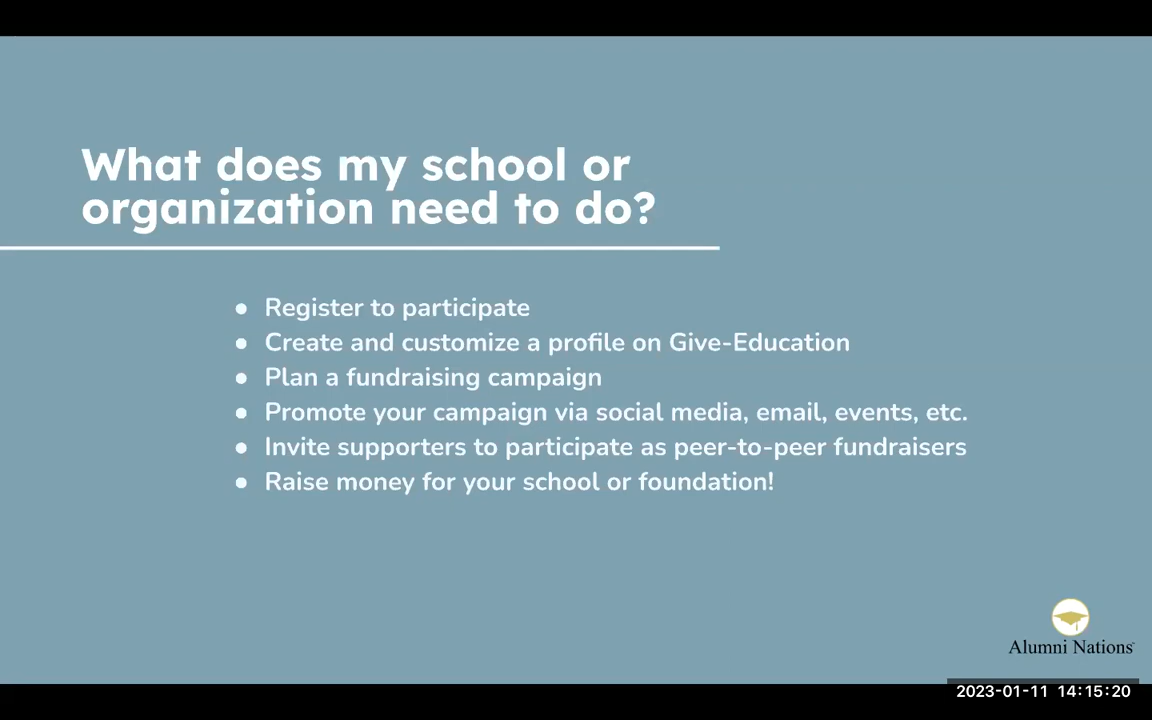 What does my school or
organization need to do?
● Register to participate
● Create and customize a profile on Give-Education
● Plan a fundraising campaign
● Promote your campaign via social media, email, events, etc.
● Invite supporters to participate as peer-to-peer fundraisers
● Raise money for your school or foundation!
Alumni Nations
2023-01-11 14:15:20